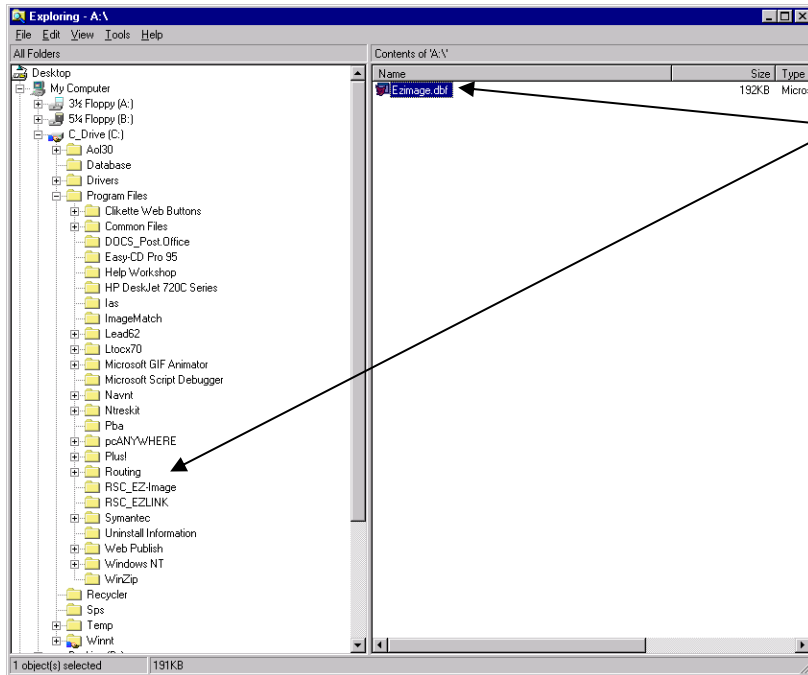 Exploring - A:\
File Edit View Tools Help
All Folders
Contents of 'A:\'
Desktop
My Computer
3½ Floppy (A:)
5¼ Floppy (B:)
C_Drive (C:)
Aol30
Database
Drivers
Program Files
Clikette Web Buttons
Common Files
DOCS_Post.Office
Easy-CD Pro 95
Help Workshop
HP DeskJet 720C Series
Ias
ImageMatch
Lead62
Ltocx70
Microsoft GIF Animator
Microsoft Script Debugger
Navnt
Ntreskit
Pba
pcANYWHERE
Plus!
Routing
RSC_EZ-Image
RSC_EZLINK
Symantec
Uninstall Information
Web Publish
Windows NT
WinZip
Recycler
Sps
Temp
Winnt
Name Size Type
Ezimage.dbf 192KB Micros
1 object(s) selected 191KB